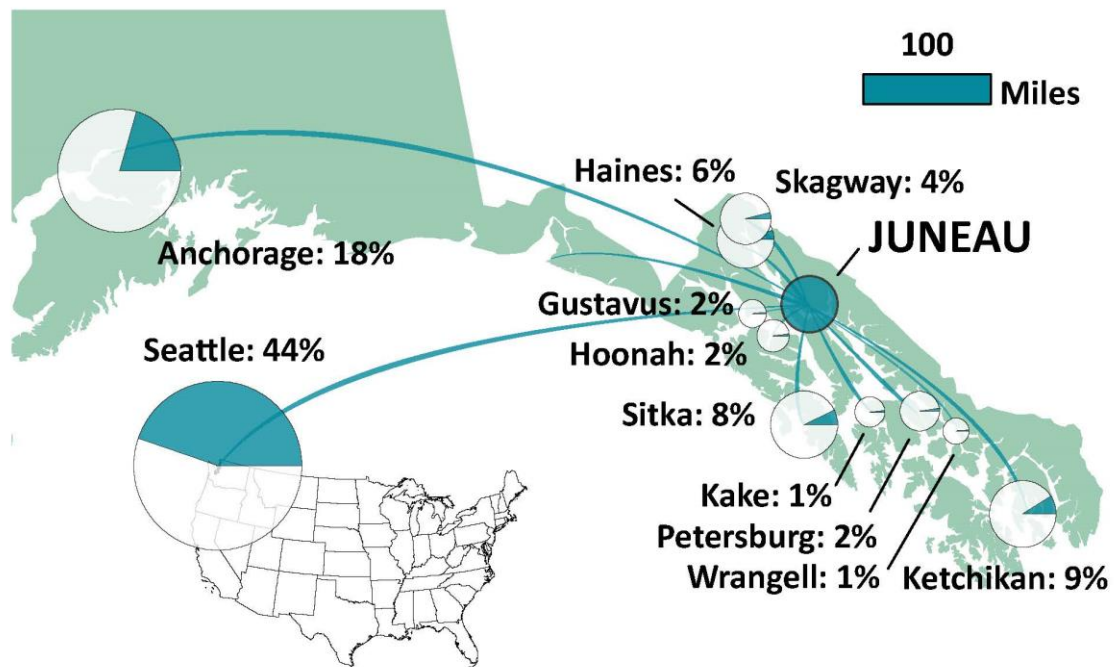 100
Miles
Haines: 6%
Skagway: 4%
JUNEAU
Anchorage: 18%
Gustavus: 2%
Seattle: 44%
Hoonah: 2%
Sitka: 8%
Kake: 1%
Petersburg: 2%
Wrangell: 1%
Ketchikan: 9%